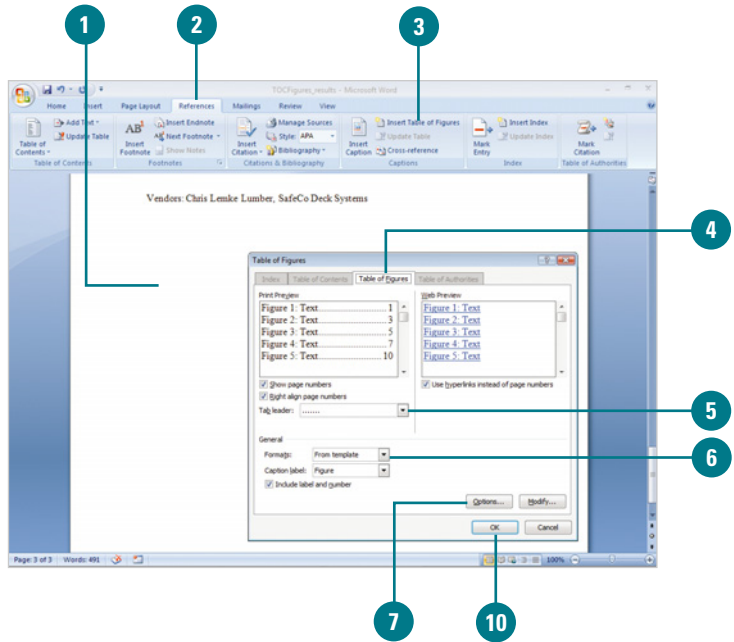 1
2
3
TOCFigures_results - Microsoft Word
Home Insert Page Layout References Mailings Review View
Table of Contents
Add Text
Update Table
Table of Contents
AB¹
Insert Footnote
Insert Endnote
Next Footnote
Show Notes
Footnotes
Insert Citation
Manage Sources
Style: APA
Bibliography
Citations & Bibliography
Insert Caption
Insert Table of Figures
Update Table
Cross-reference
Captions
Mark Entry
Insert Index
Update Index
Index
Mark Citation
Table of Authorities
Vendors: Chris Lemke Lumber, SafeCo Deck Systems
4
Table of Figures
Index Table of Contents Table of Figures Table of Authorities
Print Preview
Figure 1: Text 1
Figure 2: Text 3
Figure 3: Text 5
Figure 4: Text 7
Figure 5: Text 10
Web Preview
Figure 1: Text
Figure 2: Text
Figure 3: Text
Figure 4: Text
Figure 5: Text
Show page numbers
Right align page numbers
Use hyperlinks instead of page numbers
Tab leader: .......
5
General
Formats: From template
6
Caption label: Figure
Include label and number
Options... Modify...
OK Cancel
Page: 3 of 3 Words: 491 100%
7
10